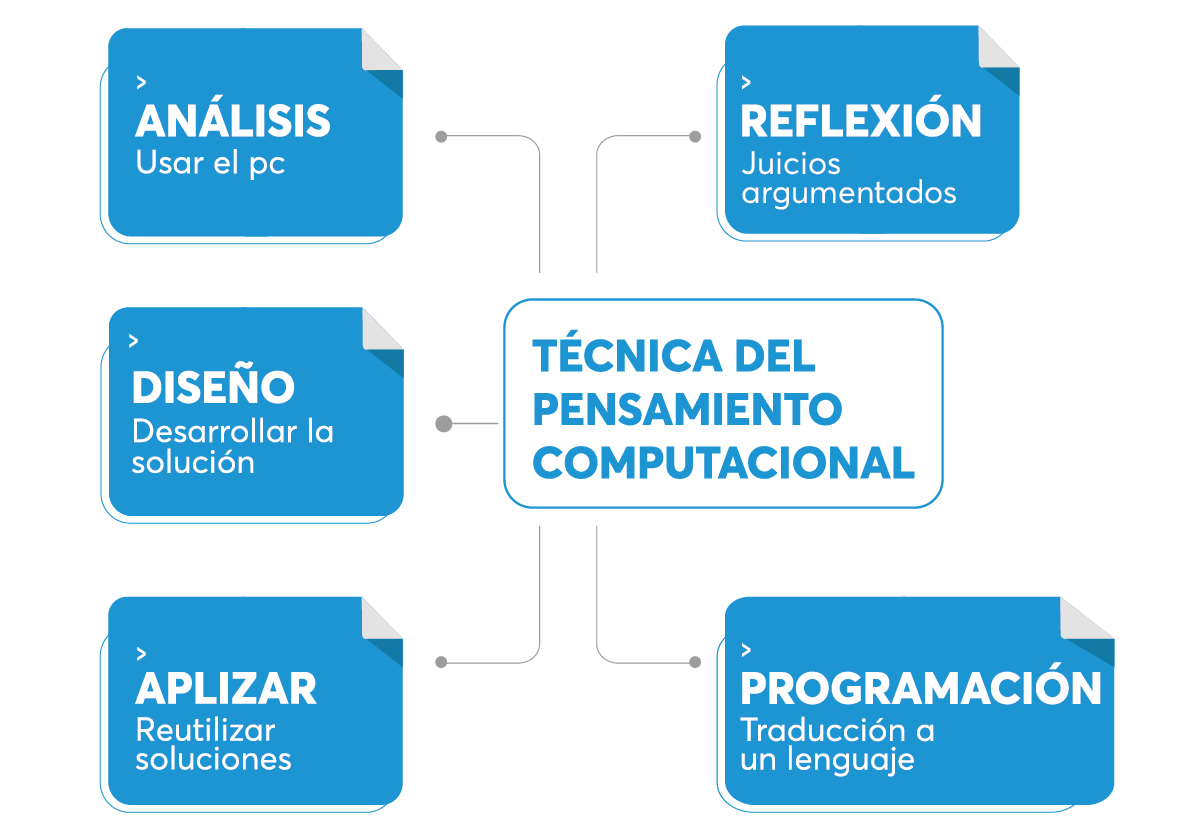 >
ANÁLISIS
Usar el pc
>
REFLEXIÓN
Juicios
argumentados
>
DISEÑO
Desarrollar la
solución
TÉCNICA DEL
PENSAMIENTO
COMPUTACIONAL
>
APLIZAR
Reutilizar
soluciones
>
PROGRAMACIÓN
Traducción a
un lenguaje